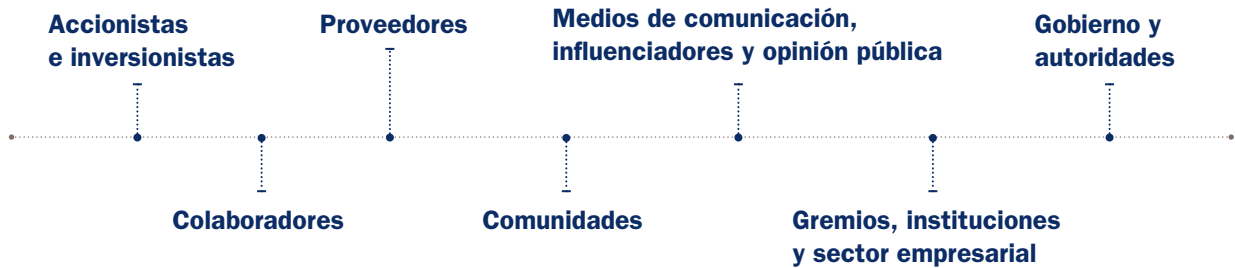 Accionistas
e inversionistas
Proveedores
Medios de comunicación,
influenciadores y opinión pública
Gobierno y
autoridades
Colaboradores
Comunidades
Gremios, instituciones
y sector empresarial